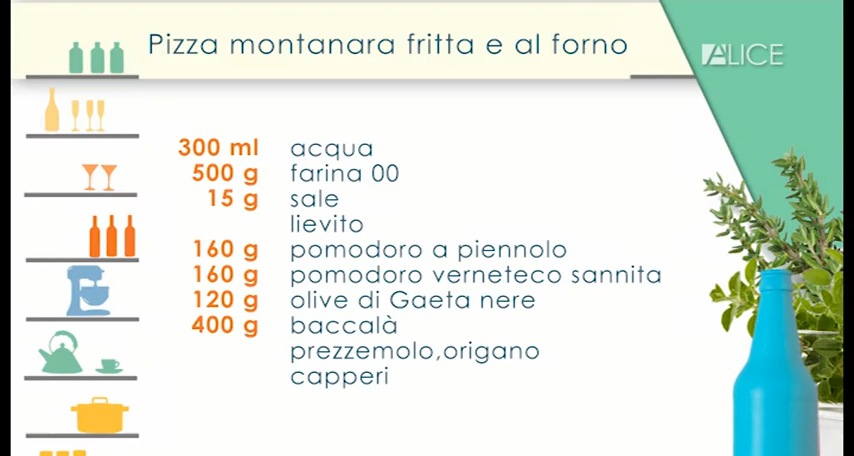 Pizza montanara fritta e al forno
ALICE
300 ml acqua
500 g farina 00
15 g sale
lievito
160 g pomodoro a piennolo
160 g pomodoro verneteco sannita
120 g olive di Gaeta nere
400 g baccalà
prezzemolo,origano
capperi